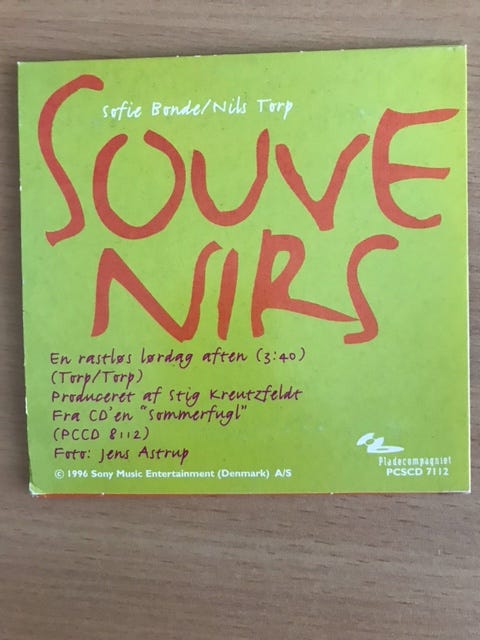 Sofie Bonde/Nils Torp
SOUVE
NIRS
En rastløs lørdag aften (3:40)
(Torp/Torp)
Produceret af Stig Kreutzfeldt
Fra CD'en "Sommerfugl"
(PCCD 8112)
Foto: Jens Astrup
© 1996 Sony Music Entertainment (Denmark) A/S
Pladecompagniet
PCSCD 7112